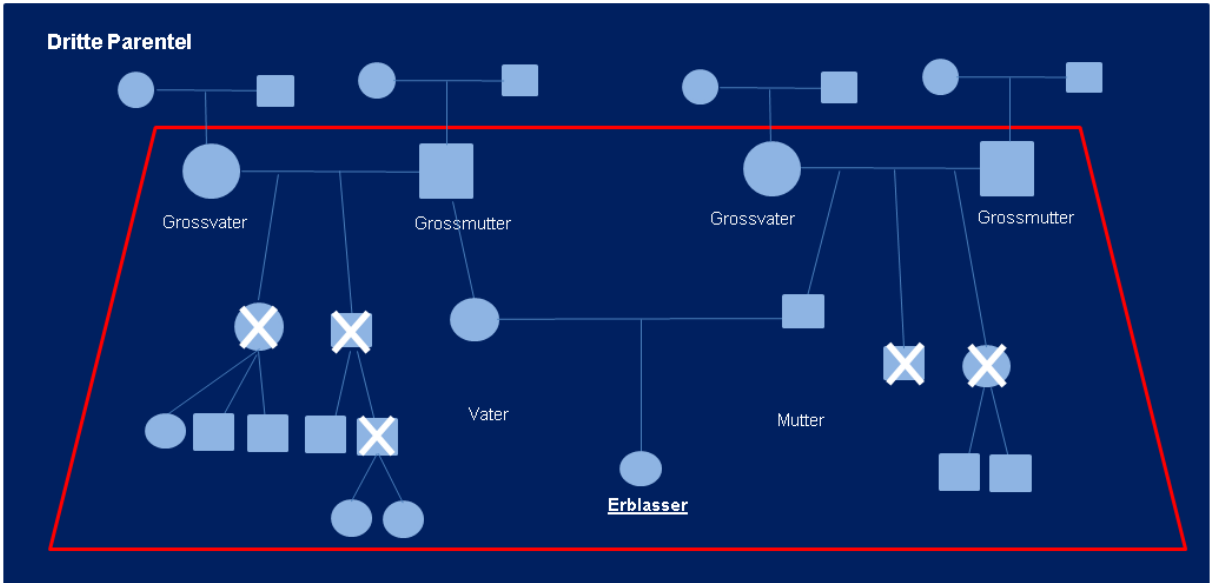 Dritte Parentel
Grossvater
Grossmutter
Grossvater
Grossmutter
Vater
Mutter
Erblasser